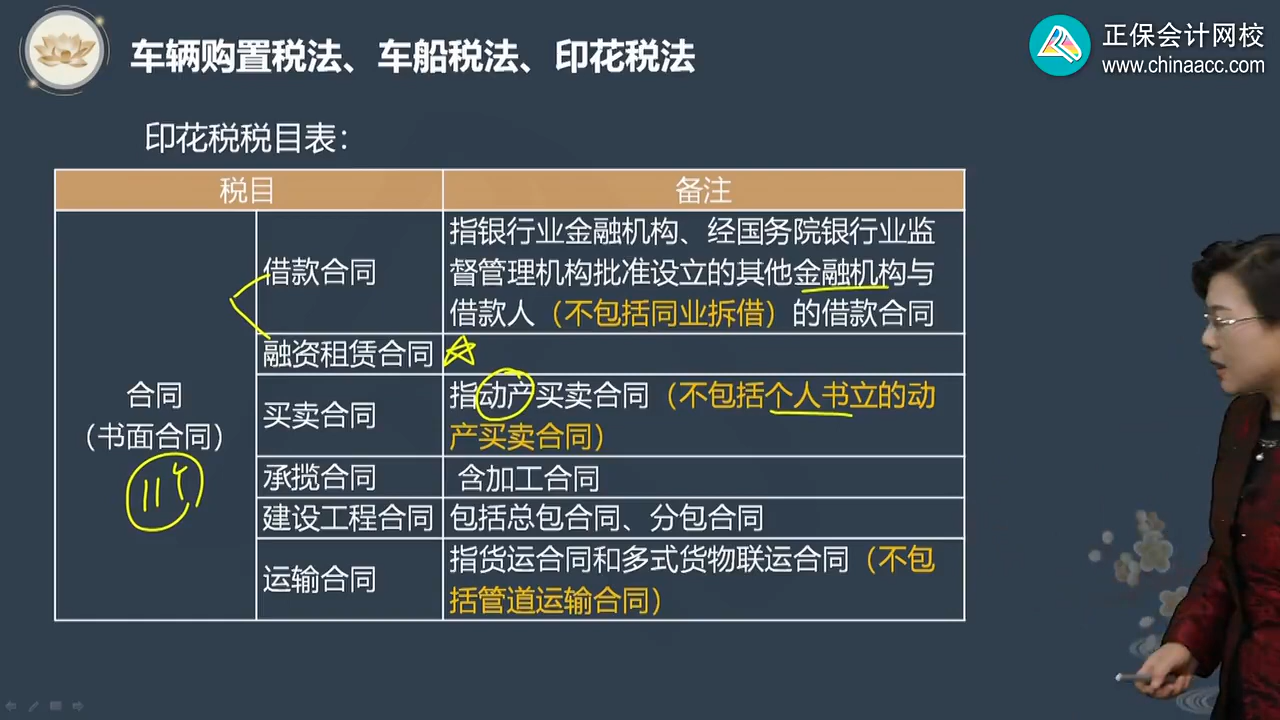 车辆购置税法、车船税法、印花税法
正保会计网校
www.chinaacc.com
印花税税目表：
税目
备注
合同
（书面合同）
11个
借款合同
指银行业金融机构、经国务院银行业监
督管理机构批准设立的其他金融机构与
借款人（不包括同业拆借）的借款合同
融资租赁合同
买卖合同
指动产买卖合同（不包括个人书立的动
产买卖合同）
承揽合同
含加工合同
建设工程合同
包括总包合同、分包合同
运输合同
指货运合同和多式货物联运合同（不包
括管道运输合同）